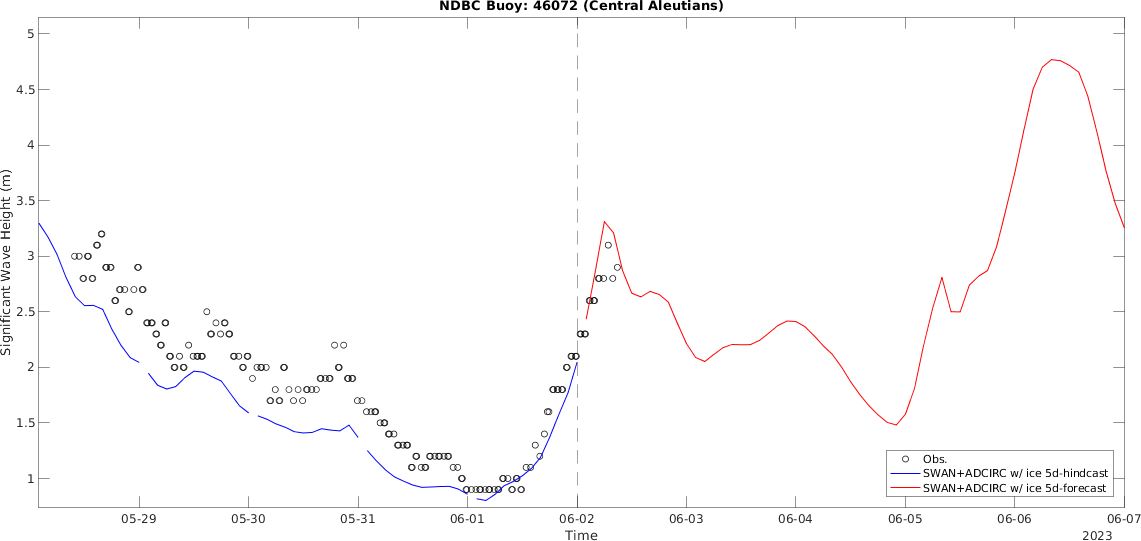 NDBC Buoy: 46072 (Central Aleutians)
5
4.5
4
3.5
3
2.5
2
1.5
1
Significant Wave Height (m)
Obs.
SWAN+ADCIRC w/ ice 5d-hindcast
SWAN+ADCIRC w/ ice 5d-forecast
05-29 05-30 05-31 06-01 06-02 06-03 06-04 06-05 06-06 06-07
Time
2023